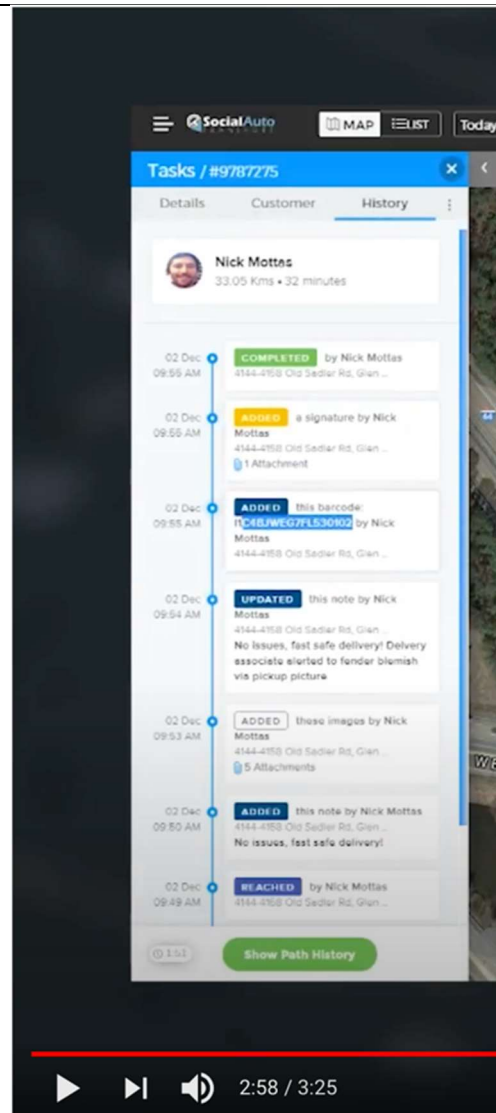 SocialAuto
TRANSPORT
MAP
LIST
Today
Tasks / #9787275
Details
Customer
History
Nick Mottas
33.05 Kms • 32 minutes
02 Dec
09:55 AM
COMPLETED by Nick Mottas
4144-4158 Old Sadler Rd, Glen ...
02 Dec
09:55 AM
ADDED a signature by Nick
Mottas
4144-4158 Old Sadler Rd, Glen ...
1 Attachment
02 Dec
09:55 AM
ADDED this barcode:
I1C4BJWEG7FL530102 by Nick
Mottas
4144-4158 Old Sadler Rd, Glen ...
02 Dec
09:54 AM
UPDATED this note by Nick
Mottas
4144-4158 Old Sadler Rd, Glen ...
No issues, fast safe delivery! Delvery
associate alerted to fender blemish
via pickup picture
02 Dec
09:53 AM
ADDED these images by Nick
Mottas
4144-4158 Old Sadler Rd, Glen ...
5 Attachments
02 Dec
09:50 AM
ADDED this note by Nick Mottas
4144-4158 Old Sadler Rd, Glen ...
No issues, fast safe delivery!
02 Dec
09:49 AM
REACHED by Nick Mottas
4144-4158 Old Sadler Rd, Glen ...
1:51
Show Path History
2:58 / 3:25